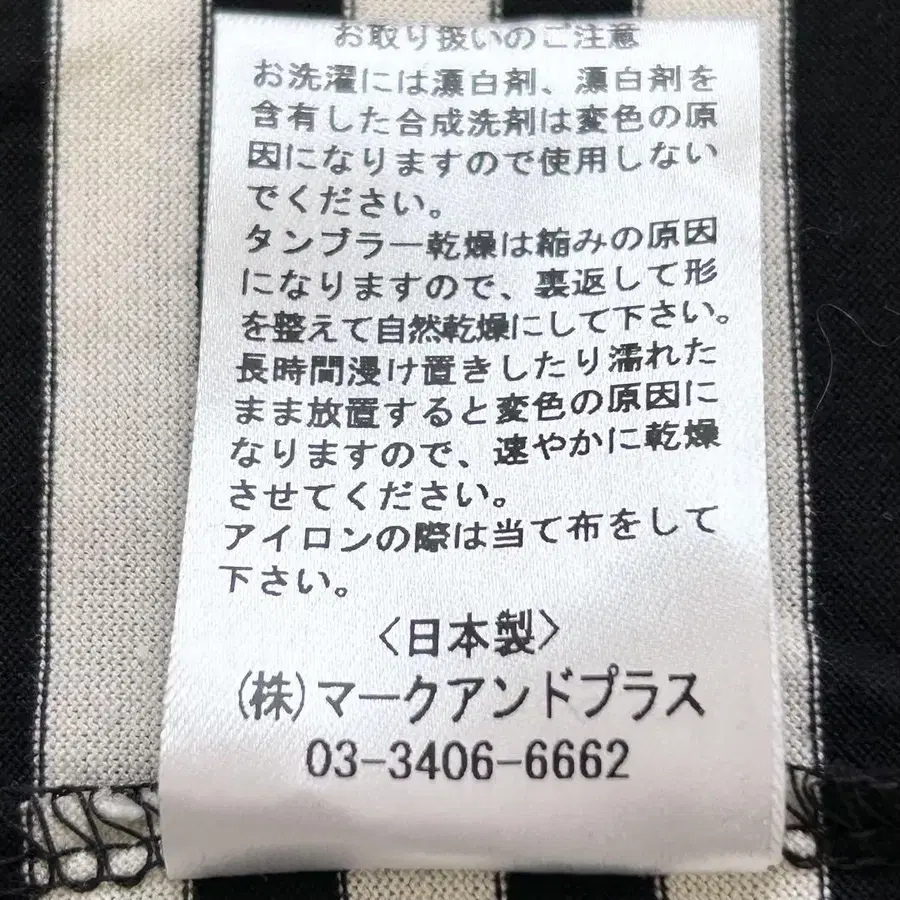 お取り扱いのご注意
お洗濯には漂白剤、漂白剤を
含有した合成洗剤は変色の原
因になりますので使用しない
でください。
タンブラー乾燥は縮みの原因
になりますので、裏返して形
を整えて自然乾燥にして下さい。
長時間浸け置きしたり濡れた
まま放置すると変色の原因に
なりますので、速やかに乾燥
させてください。
アイロンの際は当て布をして
下さい。
〈日本製〉
(株)マークアンドプラス
03-3406-6662